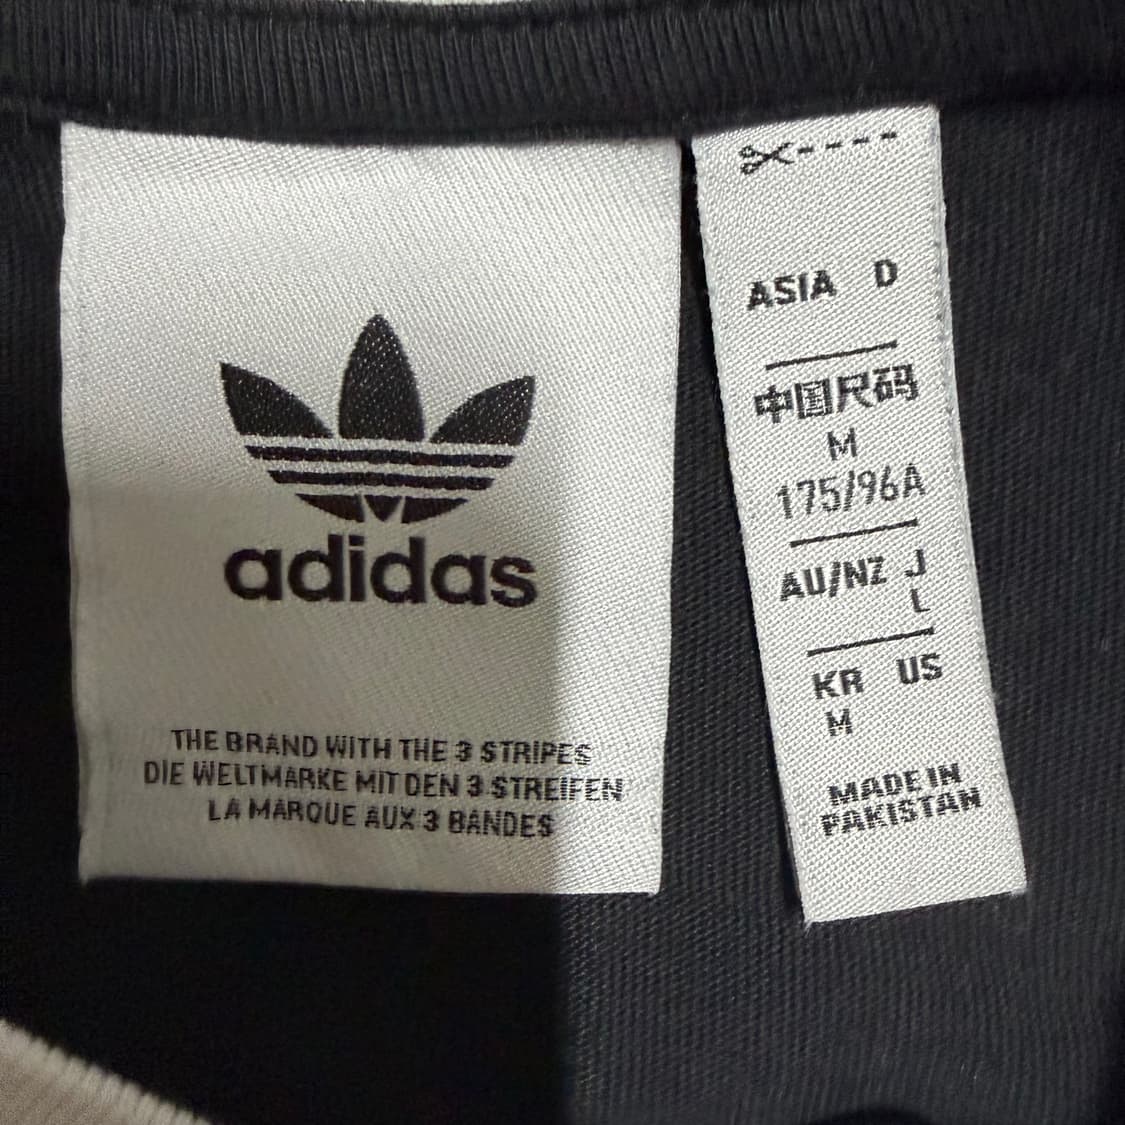 adidas
THE BRAND WITH THE 3 STRIPES
DIE WELTMARKE MIT DEN 3 STREIFEN
LA MARQUE AUX 3 BANDES
ASIA D
中国尺码
M
175/96A
AU/NZ J
L
KR US
M
MADE IN
PAKISTAN